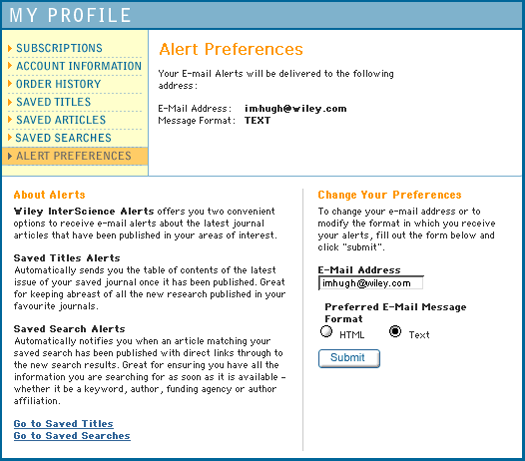 MY PROFILE
SUBSCRIPTIONS
ACCOUNT INFORMATION
ORDER HISTORY
SAVED TITLES
SAVED ARTICLES
SAVED SEARCHES
ALERT PREFERENCES
Alert Preferences
Your E-mail Alerts will be delivered to the following
address:
E-Mail Address: imhugh@wiley.com
Message Format: TEXT
About Alerts
Wiley InterScience Alerts offers you two convenient
options to receive e-mail alerts about the latest journal
articles that have been published in your areas of interest.
Saved Titles Alerts
Automatically sends you the table of contents of the latest
issue of your saved journal once it has been published. Great
for keeping abreast of all the new research published in your
favourite journals.
Saved Search Alerts
Automatically notifies you when an article matching your
saved search has been published with direct links through to
the new search results. Great for ensuring you have all the
information you are searching for as soon as it is available -
whether it be a keyword, author, funding agency or author
affiliation.
Go to Saved Titles
Go to Saved Searches
Change Your Preferences
To change your e-mail address or to
modify the format in which you receive
your alerts, fill out the form below and
click "submit".
E-Mail Address
imhugh@wiley.com
Preferred E-Mail Message
Format
HTML Text
Submit